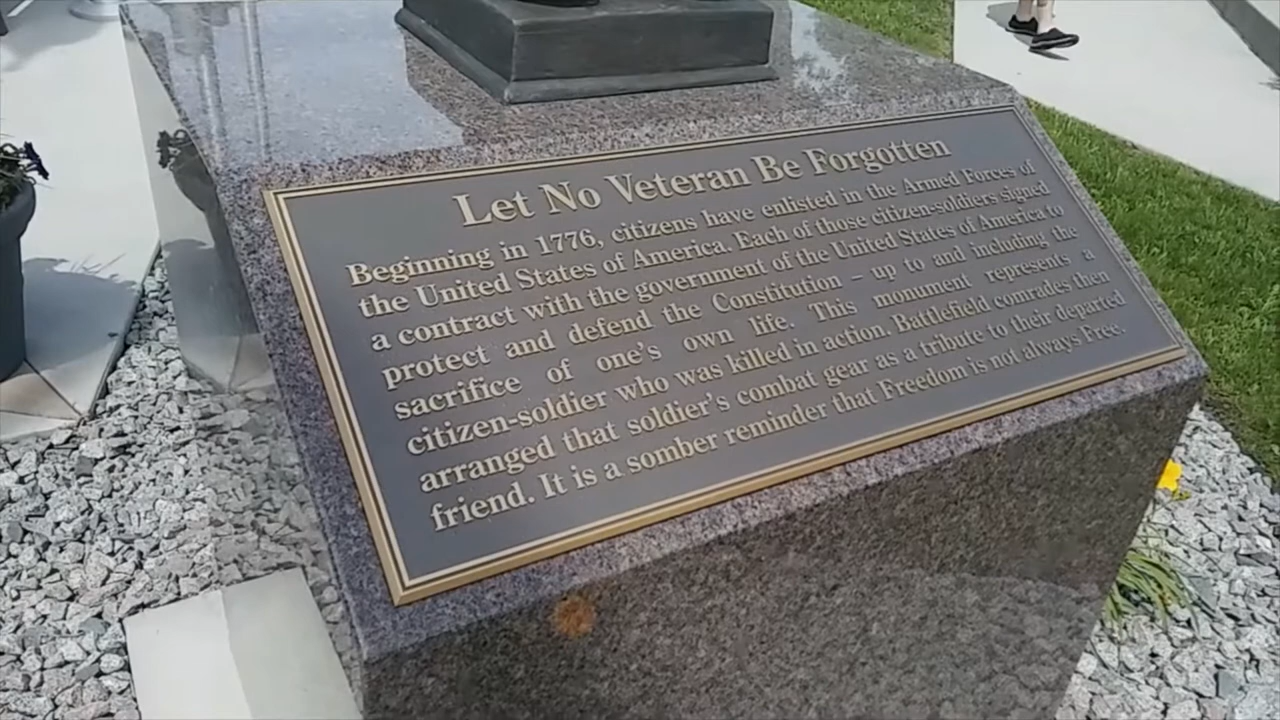 Let No Veteran Be Forgotten
Beginning in 1776, citizens have enlisted in the Armed Forces of
the United States of America. Each of those citizen-soldiers signed
a contract with the government of the United States of America to
protect and defend the Constitution – up to and including the
sacrifice of one's own life. This monument represents a
citizen-soldier who was killed in action. Battlefield comrades then
arranged that soldier's combat gear as a tribute to their departed
friend. It is a somber reminder that Freedom is not always Free.